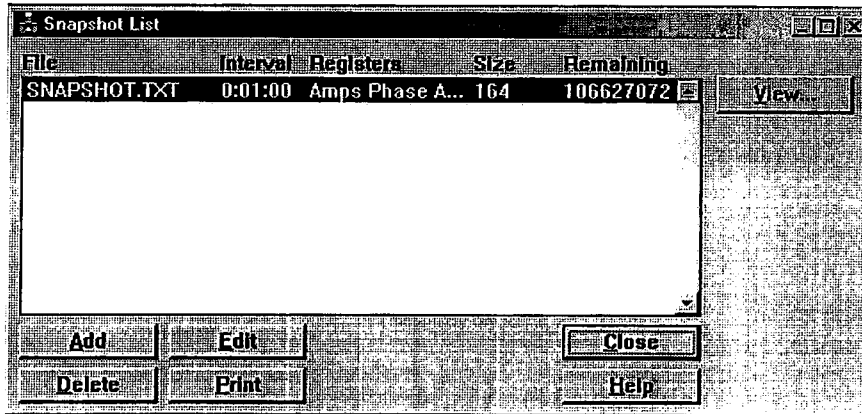 Snapshot List
File Interval Registers Size Remaining
SNAPSHOT.TXT 0:01:00 Amps Phase A... 164 106627072
View...
Add Edit Close
Delete Print Help